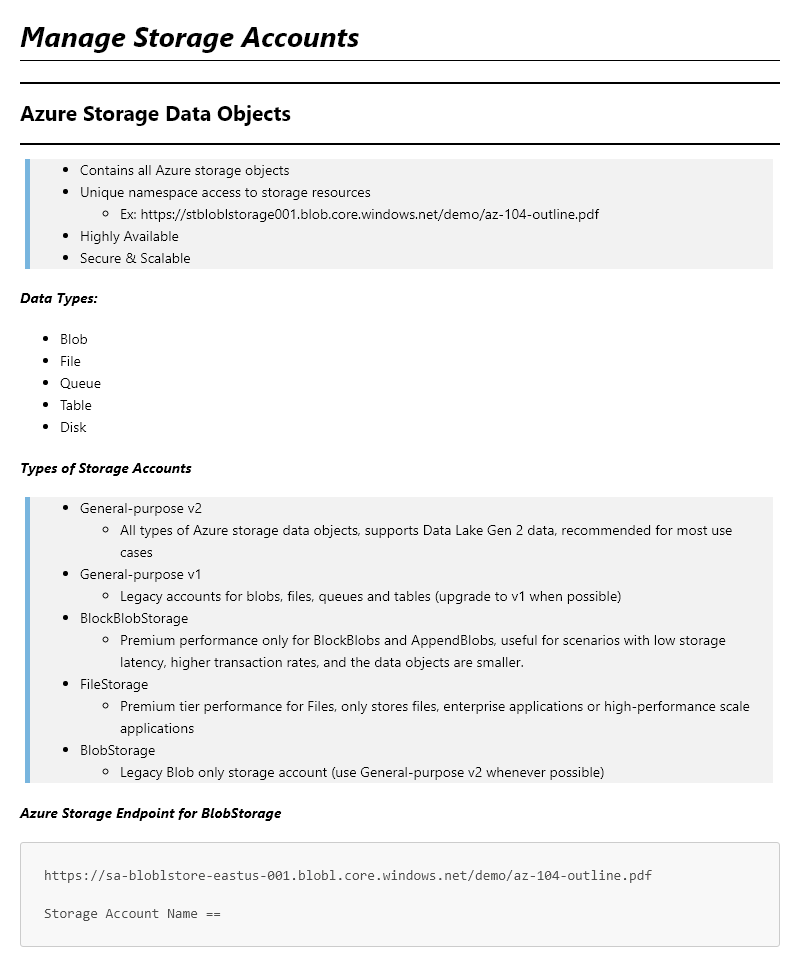 Manage Storage Accounts
Azure Storage Data Objects
Contains all Azure storage objects
Unique namespace access to storage resources
Ex: https://stbloblstorage001.blob.core.windows.net/demo/az-104-outline.pdf
Highly Available
Secure & Scalable
Data Types:
Blob
File
Queue
Table
Disk
Types of Storage Accounts
General-purpose v2
All types of Azure storage data objects, supports Data Lake Gen 2 data, recommended for most use
cases
General-purpose v1
Legacy accounts for blobs, files, queues and tables (upgrade to v1 when possible)
BlockBlobStorage
Premium performance only for BlockBlobs and AppendBlobs, useful for scenarios with low storage
latency, higher transaction rates, and the data objects are smaller.
FileStorage
Premium tier performance for Files, only stores files, enterprise applications or high-performance scale
applications
BlobStorage
Legacy Blob only storage account (use General-purpose v2 whenever possible)
Azure Storage Endpoint for BlobStorage
https://sa-bloblstore-eastus-001.blobl.core.windows.net/demo/az-104-outline.pdf
Storage Account Name ==